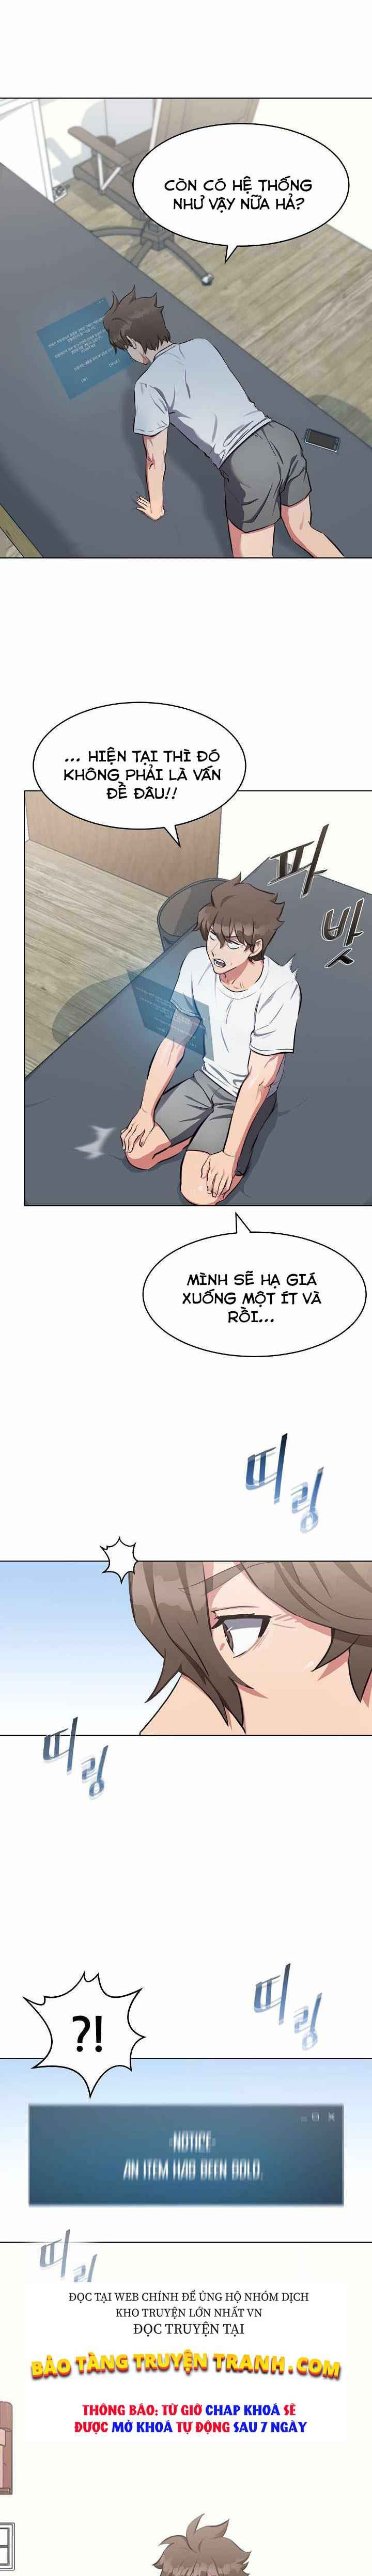 CÒN CÓ HỆ THỐNG
NHƯ VẬY NỮA HẢ?
... HIỆN TẠI THÌ ĐÓ
KHÔNG PHẢI LÀ VẤN
ĐỀ ĐÂU!!
파
밧
MÌNH SẼ HẠ GIÁ
XUỐNG MỘT ÍT VÀ
RỒI...
띠
링
띠
링
띠
링
?!
NOTICE
AN ITEM HAS BEEN SOLD.
띠
링
ĐỌC TẠI WEB CHÍNH ĐỂ ỦNG HỘ NHÓM DỊCH
KHO TRUYỆN LỚN NHẤT VN
ĐỌC TRUYỆN TẠI
BẢO TÀNG TRUYỆN TRANH.COM
THÔNG BÁO: TỪ GIỜ CHAP KHOÁ SẼ
ĐƯỢC MỞ KHOÁ TỰ ĐỘNG SAU 7 NGÀY